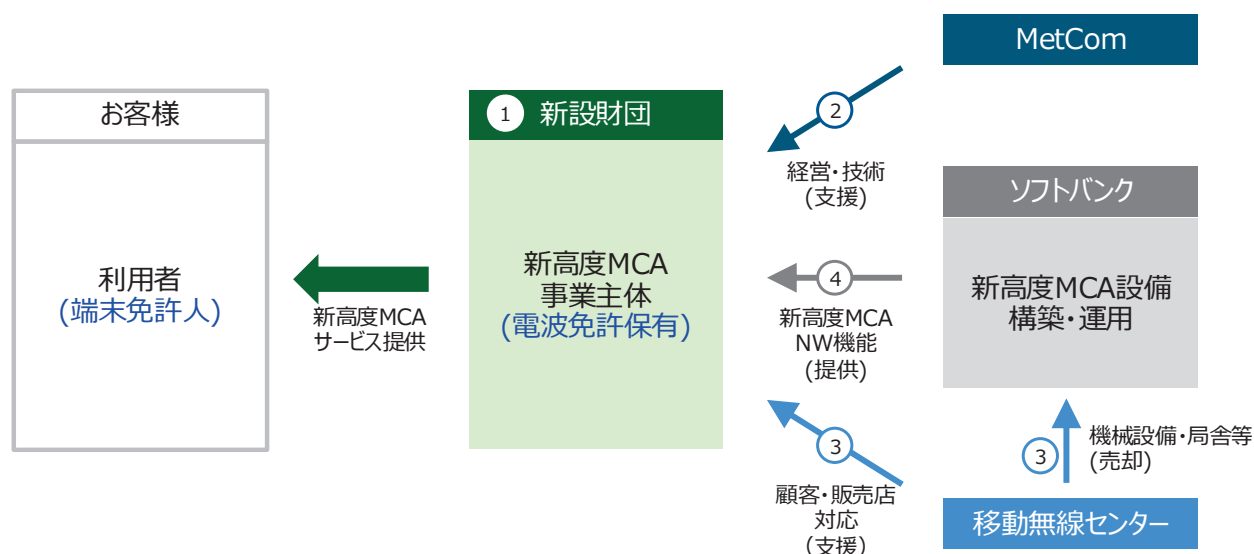 お客様
利用者
(端末免許人)
新高度MCA
サービス提供
① 新設財団
新高度MCA
事業主体
(電波免許保有)
MetCom
②
経営・技術
(支援)
ソフトバンク
新高度MCA設備
構築・運用
④
新高度MCA
NW機能
(提供)
③
顧客・販売店
対応
(支援)
③
機械設備・局舎等
(売却)
移動無線センター